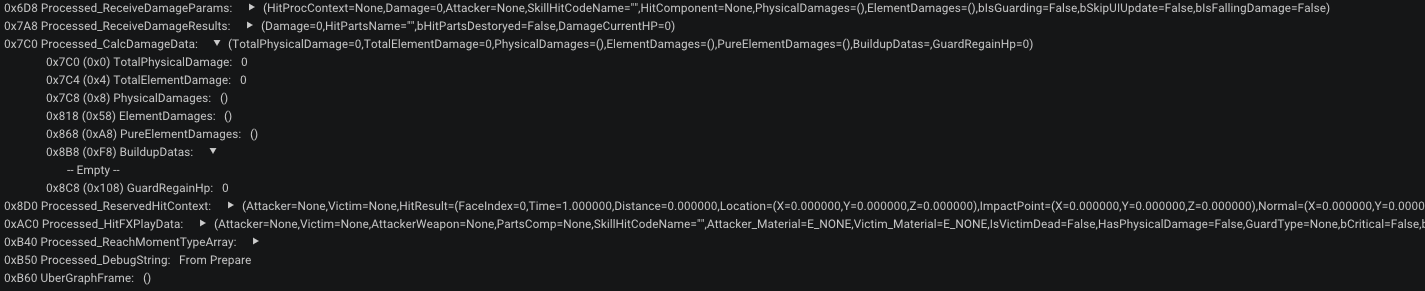 0x6D8 Processed_ReceiveDamageParams: (HitProcContext=None,Damage=0,Attacker=None,SkillHitCodeName="",HitComponent=None,PhysicalDamages=(),ElementDamages=(),bIsGuarding=False,bSkipUIUpdate=False,bIsFallingDamage=False)
0x7A8 Processed_ReceiveDamageResults: (Damage=0,HitPartsName="",bHitPartsDestoryed=False,DamageCurrentHP=0)
0x7C0 Processed_CalcDamageData: (TotalPhysicalDamage=0,TotalElementDamage=0,PhysicalDamages=(),ElementDamages=(),PureElementDamages=(),BuildupDatas=,GuardRegainHp=0)
0x7C0 (0x0) TotalPhysicalDamage: 0
0x7C4 (0x4) TotalElementDamage: 0
0x7C8 (0x8) PhysicalDamages: ()
0x818 (0x58) ElementDamages: ()
0x868 (0xA8) PureElementDamages: ()
0x8B8 (0xF8) BuildupDatas:
-- Empty --
0x8C8 (0x108) GuardRegainHp: 0
0x8D0 Processed_ReservedHitContext: (Attacker=None,Victim=None,HitResult=(FaceIndex=0,Time=1.000000,Distance=0.000000,Location=(X=0.000000,Y=0.000000,Z=0.000000),ImpactPoint=(X=0.000000,Y=0.000000,Z=0.000000),Normal=(X=0.000000,Y=0.0000
0xAC0 Processed_HitFXPlayData: (Attacker=None,Victim=None,AttackerWeapon=None,PartsComp=None,SkillHitCodeName="",Attacker_Material=E_NONE,Victim_Material=E_NONE,IsVictimDead=False,HasPhysicalDamage=False,GuardType=None,bCritical=False,
0xB40 Processed_ReachMomentTypeArray:
0xB50 Processed_DebugString: From Prepare
0xB60 UberGraphFrame: ()